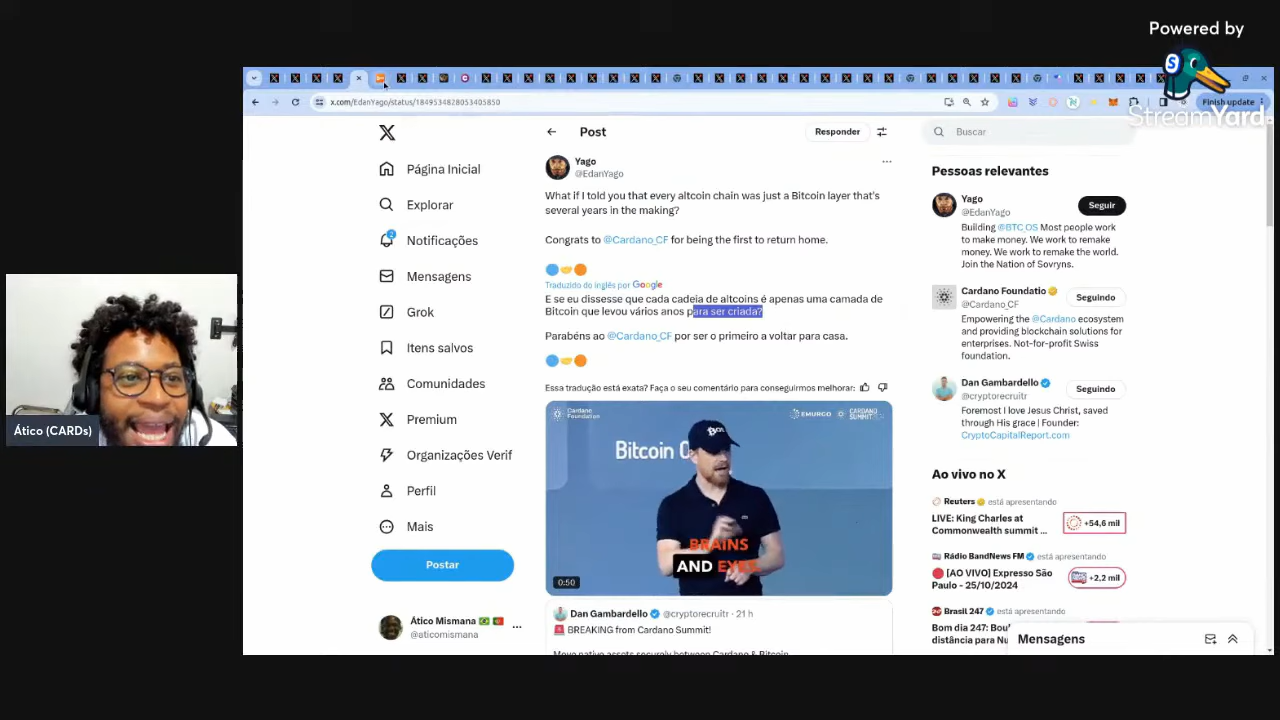 Powered by
StreamYard
x.com/EdanYago/status/1849534828053405850
Finish update
Post
Responder
Buscar
Página Inicial
Explorar
Notificações
2
Mensagens
Grok
Itens salvos
Comunidades
Premium
Organizações Verif
Perfil
Mais
Postar
Ático Mismana
@aticomismana
Yago
@EdanYago
What if I told you that every altcoin chain was just a Bitcoin layer that's
several years in the making?
Congrats to @Cardano_CF for being the first to return home.
Traduzido do inglês por Google
E se eu dissesse que cada cadeia de altcoins é apenas uma camada de
Bitcoin que levou vários anos para ser criada?
Parabéns ao @Cardano_CF por ser o primeiro a voltar para casa.
Essa tradução está exata? Faça o seu comentário para conseguirmos melhorar:
Cardano
Foundation
EMURGO
CARDANO
SUMMIT
Bitcoin O
BRAINS
AND EYES
0:50
Dan Gambardello @cryptorecruitr · 21 h
BREAKING from Cardano Summit!
Move native assets securely between Cardano & Bitcoin
Pessoas relevantes
Yago
@EdanYago
Seguir
Building @BTC_OS Most people work
to make money. We work to remake
money. We work to remake the world.
Join the Nation of Sovryns.
Cardano Foundatio
@Cardano_CF
Seguindo
Empowering the @Cardano ecosystem
and providing blockchain solutions for
enterprises. Not-for-profit Swiss
foundation.
Dan Gambardello
@cryptorecruitr
Seguindo
Foremost I love Jesus Christ, saved
through His grace | Founder:
CryptoCapitalReport.com
Ao vivo no X
Reuters está apresentando
LIVE: King Charles at
Commonwealth summit ...
+54,6 mil
Rádio BandNews FM está apresentando
[AO VIVO] Expresso São
Paulo - 25/10/2024
+2.2 mil
Brasil 247: está apresentando
Bom dia 247: Bou
distância para Nu
Mensagens
Ático (CARDs)